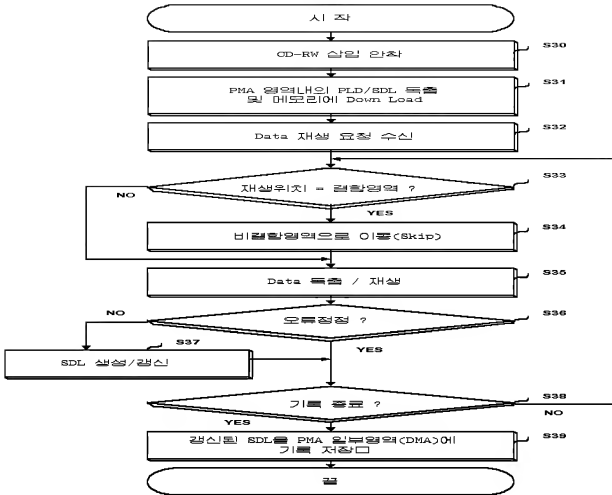 시 작
CD-RW 삽입 안착
S30
PMA 영역내의 PLD/SDL 독출
및 메모리에 Down Load
S31
Data 재생 요청 수신
S32
재생위치 = 결함영역 ?
S33
NO
YES
비결함영역으로 이동(Skip)
S34
Data 독출 / 재생
S35
오류정정 ?
S36
NO
YES
S37
SDL 생성/갱신
기록 종료 ?
S38
NO
YES
갱신된 SDL을 PMA 일부영역(DMA)에
기록 저장□
S39
끝